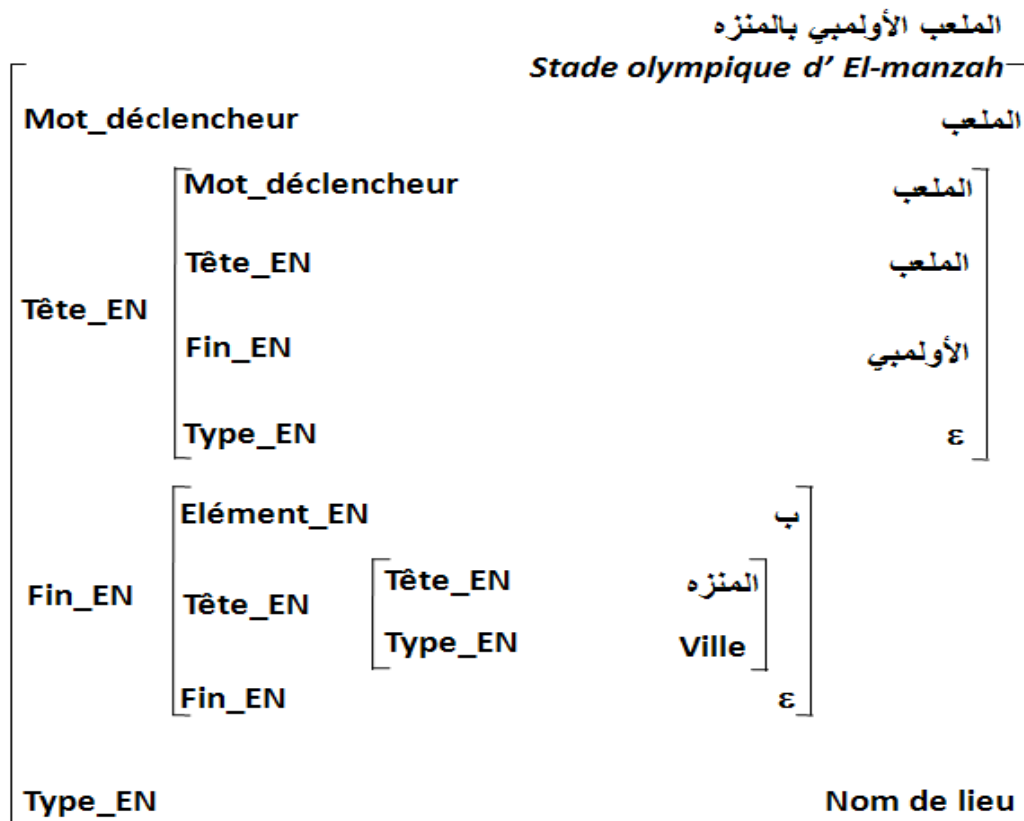 الملعب الأولمبي بالمنزه
Stade olympique d’ El-manzah
Mot_déclencheur الملعب
Mot_déclencheur الملعب
Tête_EN الملعب
Tête_EN
Fin_EN الأولمبي
Type_EN ε
Elément_EN ب
Tête_EN المنزه
Fin_EN Tête_EN
Type_EN Ville
Fin_EN ε
Type_EN Nom de lieu